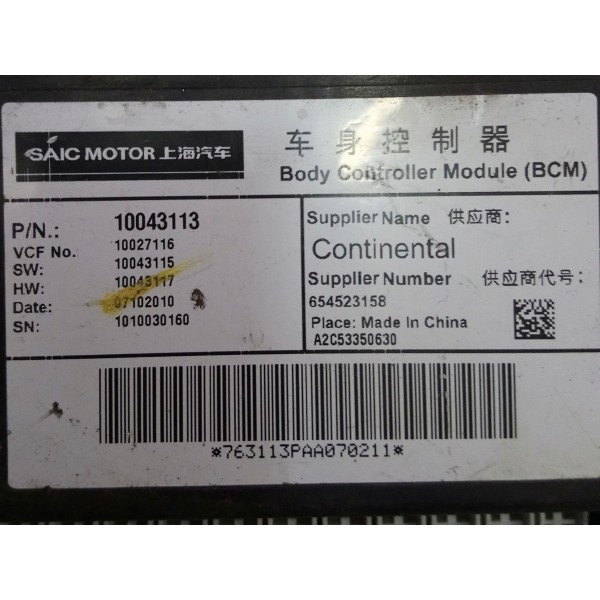 SAIC MOTOR 上海汽车
车身控制器
Body Controller Module (BCM)
P/N.: 10043113
VCF No. 10027116
SW: 10043115
HW: 10043117
Date: 07102010
SN: 1010030160
Supplier Name 供应商:
Continental
Supplier Number 供应商代号:
654523158
Place: Made In China
A2C53350630
*763113PAA070211*